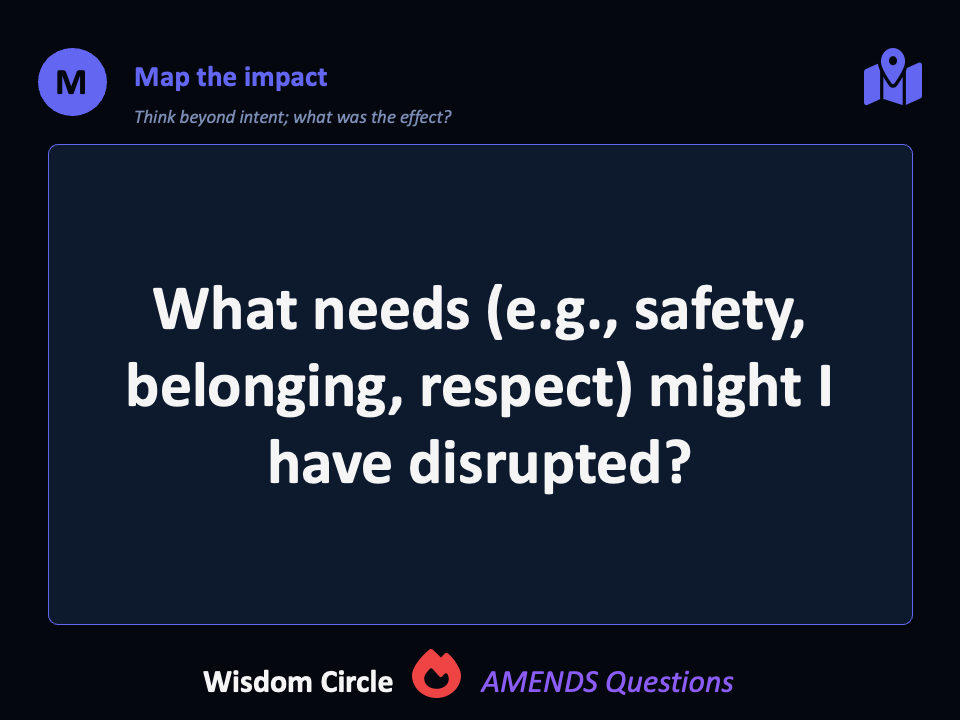 M
Map the impact
Think beyond intent; what was the effect?
What needs (e.g., safety,
belonging, respect) might I
have disrupted?
Wisdom Circle
AMENDS Questions